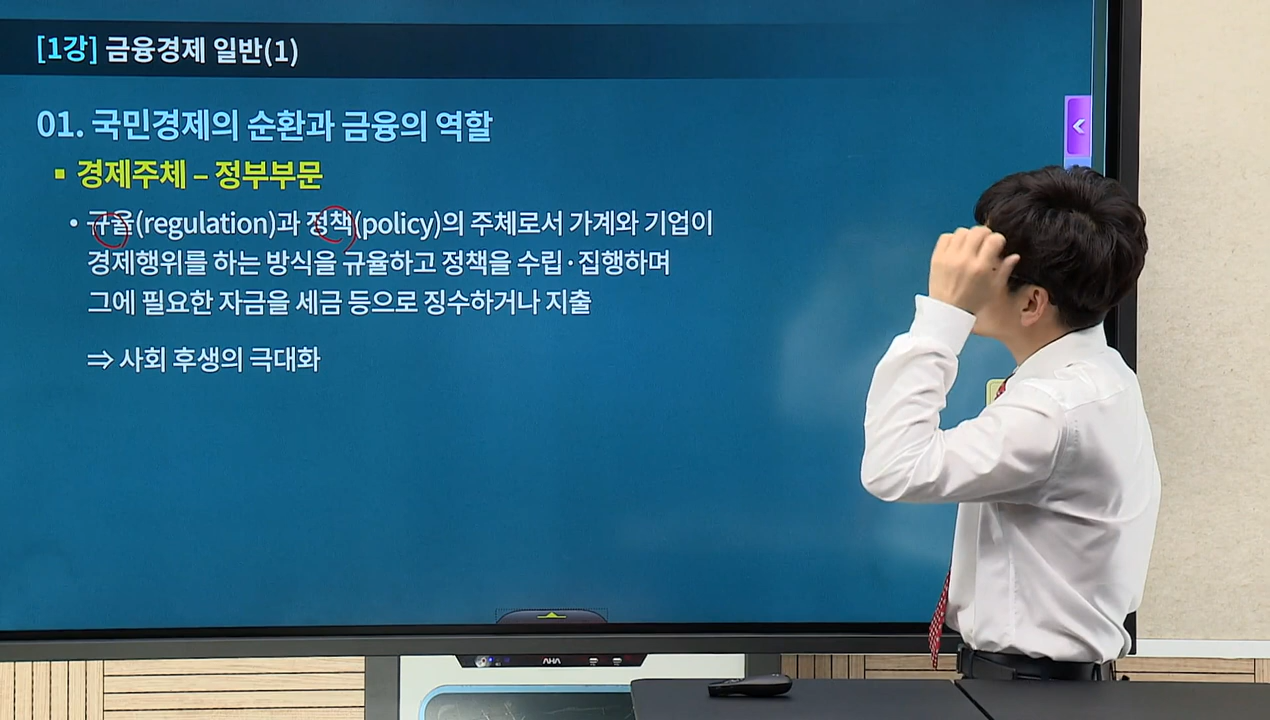 [1강] 금융경제 일반(1)
01. 국민경제의 순환과 금융의 역할
▪ 경제주체 – 정부부문
• 규율(regulation)과 정책(policy)의 주체로서 가계와 기업이
경제행위를 하는 방식을 규율하고 정책을 수립·집행하며
그에 필요한 자금을 세금 등으로 징수하거나 지출
⇒ 사회 후생의 극대화
AHA